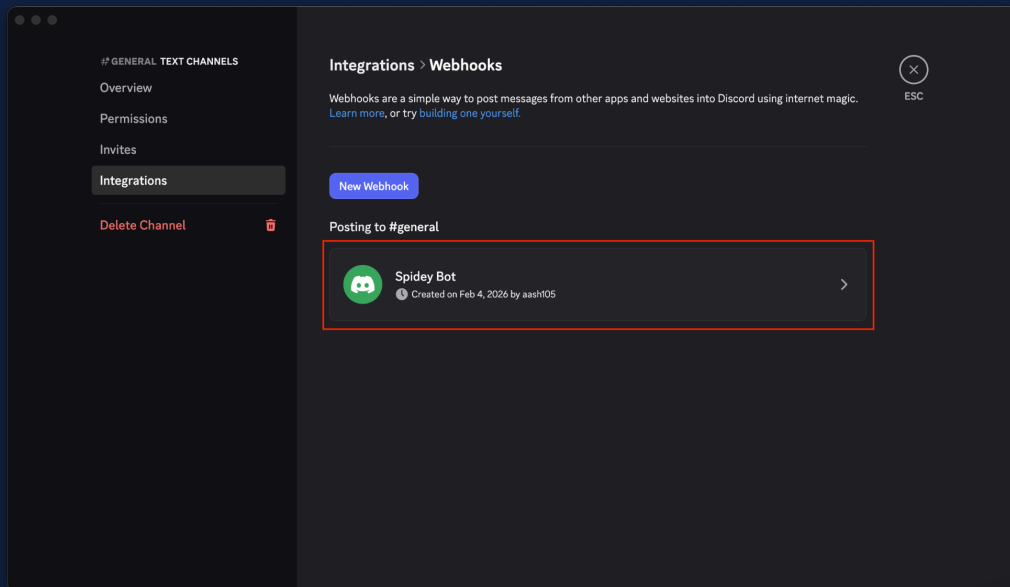 # GENERAL TEXT CHANNELS
Overview
Permissions
Invites
Integrations
Delete Channel
Integrations > Webhooks
Webhooks are a simple way to post messages from other apps and websites into Discord using internet magic.
Learn more, or try building one yourself.
ESC
New Webhook
Posting to #general
Spidey Bot
Created on Feb 4, 2026 by aash105